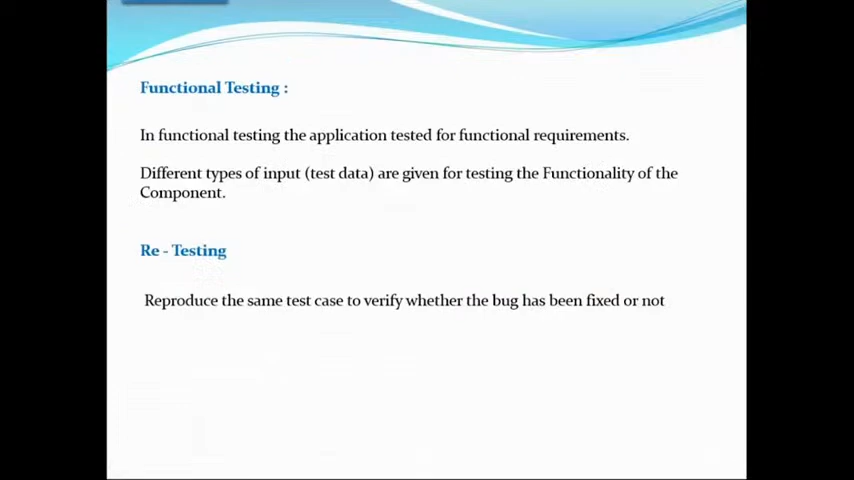 Functional Testing :
In functional testing the application tested for functional requirements.
Different types of input (test data) are given for testing the Functionality of the
Component.
Re - Testing
Reproduce the same test case to verify whether the bug has been fixed or not